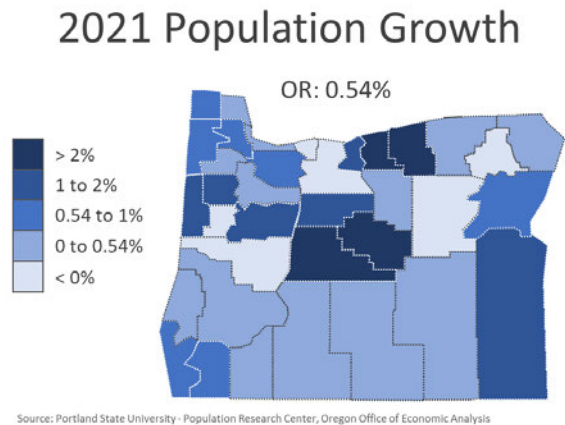 2021 Population Growth
OR: 0.54%
> 2%
1 to 2%
0.54 to 1%
0 to 0.54%
< 0%
Source: Portland State University - Population Research Center, Oregon Office of Economic Analysis